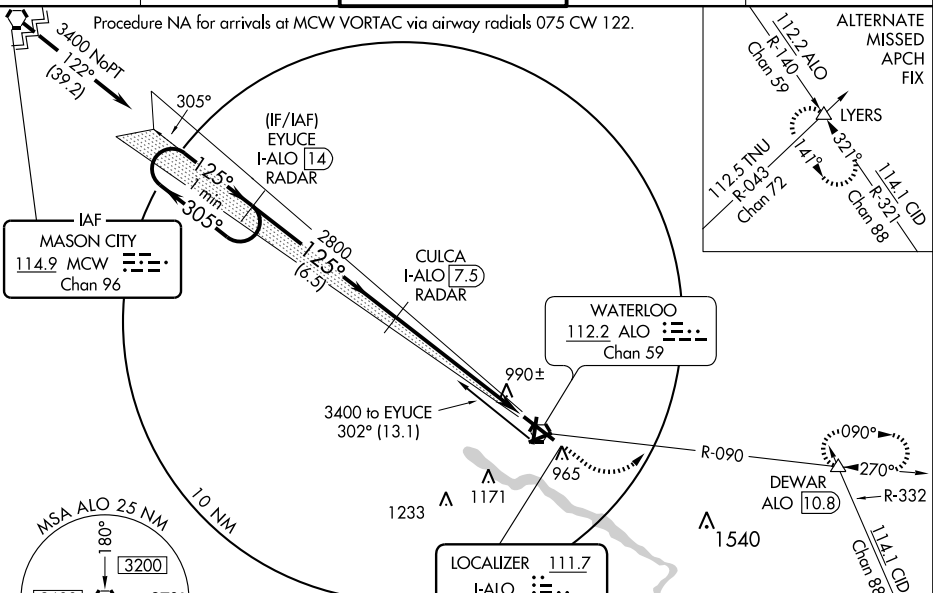 Procedure NA for arrivals at MCW VORTAC via airway radials 075 CW 122.
3400 NoPT
122°
(39.2)
305°
(IF/IAF)
EYUCE
I-ALO 14
RADAR
125°
1 min
305°
IAF
MASON CITY
114.9 MCW
Chan 96
2800
125°
(6.5)
CULCA
I-ALO 7.5
RADAR
ALTERNATE
MISSED
APCH
FIX
112.2 ALO
R-140
Chan 59
LYERS
141°
321°
112.5 TNU
R-043
Chan 72
114.1 CID
R-321
Chan 88
WATERLOO
112.2 ALO
Chan 59
990±
3400 to EYUCE
302° (13.1)
965
1171
1233
R-090
090°
270°
DEWAR
ALO 10.8
R-332
114.1 CID
Chan 88
1540
10 NM
MSA ALO 25 NM
180°
3200
LOCALIZER 111.7
I-ALO